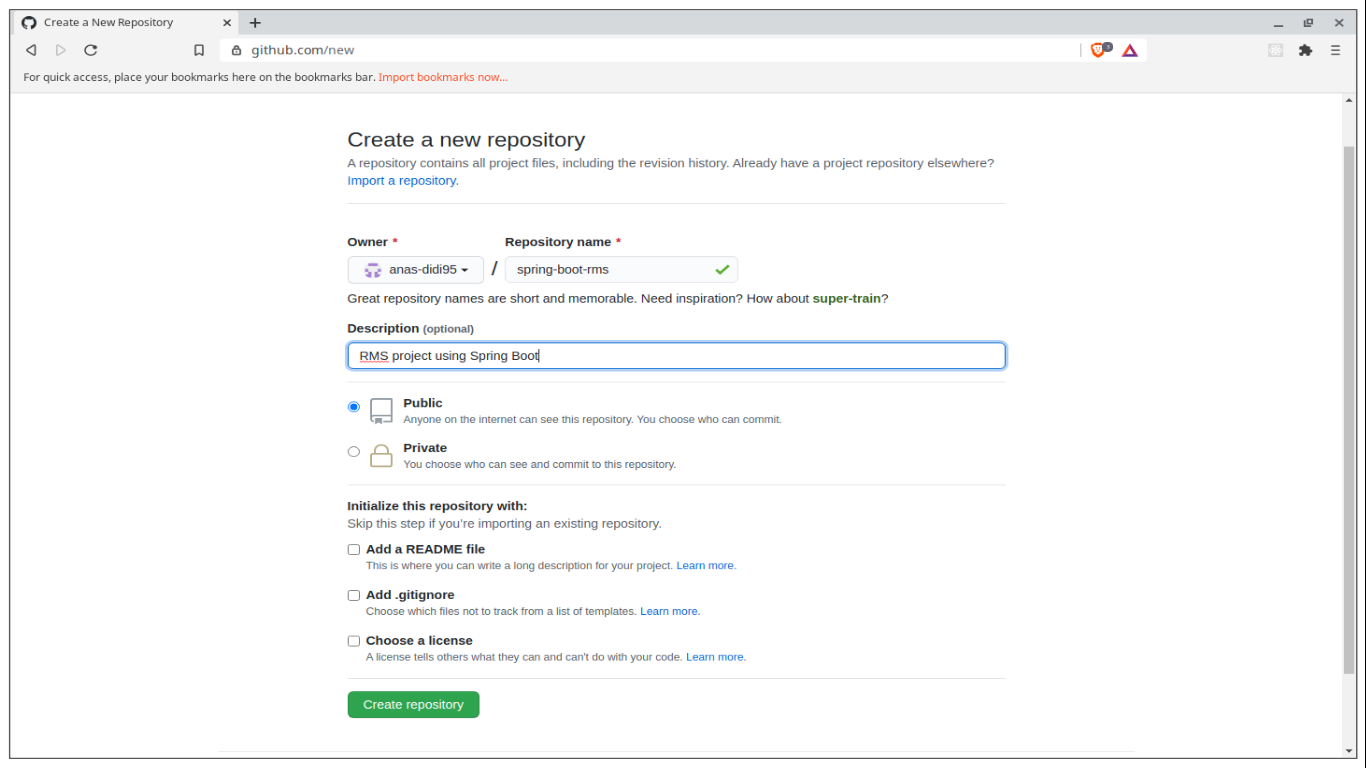 Create a New Repository
github.com/new
3
For quick access, place your bookmarks here on the bookmarks bar. Import bookmarks now...
Create a new repository
A repository contains all project files, including the revision history. Already have a project repository elsewhere?
Import a repository.
Owner * Repository name *
anas-didi95 / spring-boot-rms
Great repository names are short and memorable. Need inspiration? How about super-train?
Description (optional)
RMS project using Spring Boot
Public
Anyone on the internet can see this repository. You choose who can commit.
Private
You choose who can see and commit to this repository.
Initialize this repository with:
Skip this step if you’re importing an existing repository.
Add a README file
This is where you can write a long description for your project. Learn more.
Add .gitignore
Choose which files not to track from a list of templates. Learn more.
Choose a license
A license tells others what they can and can't do with your code. Learn more.
Create repository